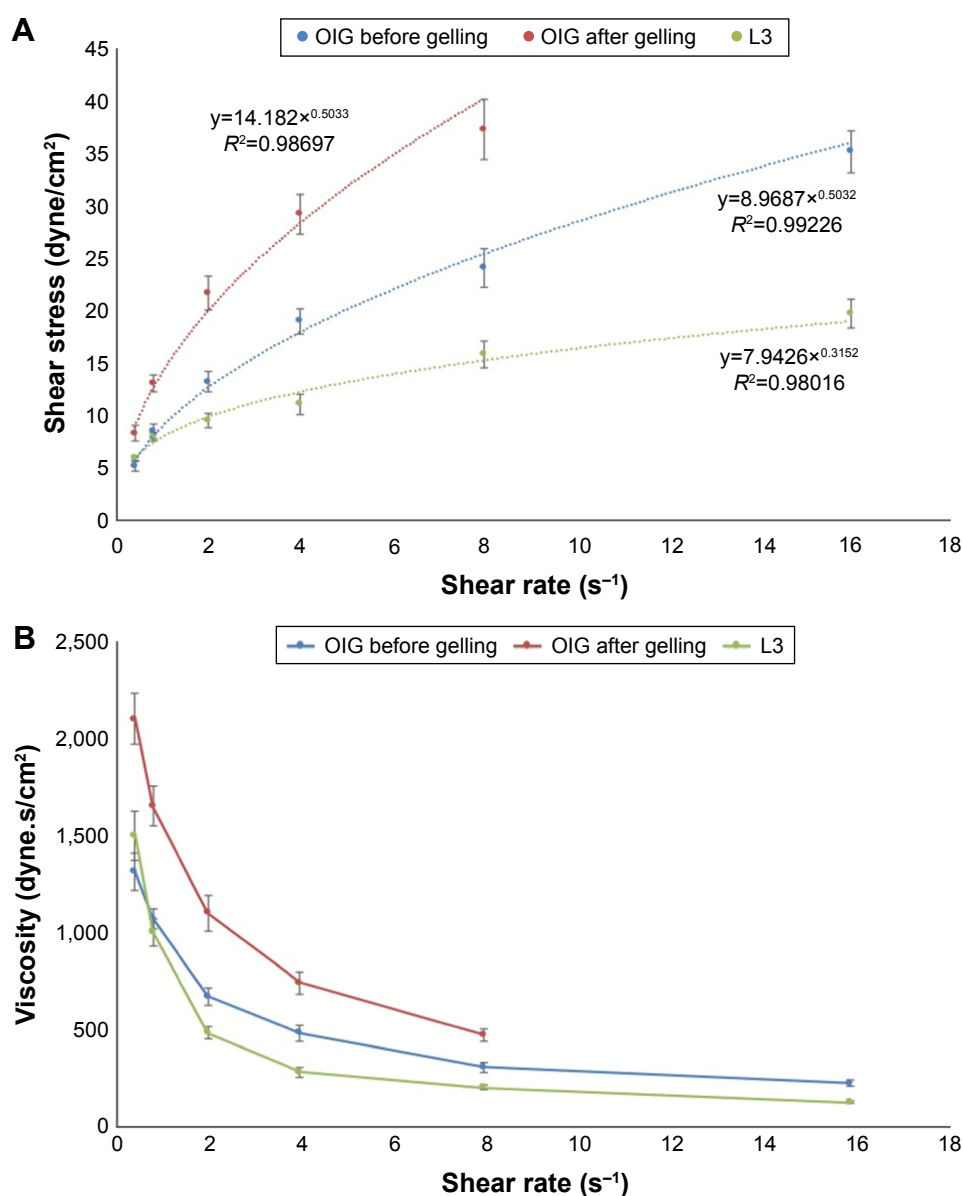 A
OIG before gelling OIG after gelling L3
45
40
35
30
25
20
15
10
5
0
Shear stress (dyne/cm²)
y=14.182×^0.5033
R²=0.98697
y=8.9687×^0.5032
R²=0.99226
y=7.9426×^0.3152
R²=0.98016
0 2 4 6 8 10 12 14 16 18
Shear rate (s⁻¹)
B
OIG before gelling OIG after gelling L3
2,500
2,000
1,500
1,000
500
0
Viscosity (dyne.s/cm²)
0 2 4 6 8 10 12 14 16 18
Shear rate (s⁻¹)